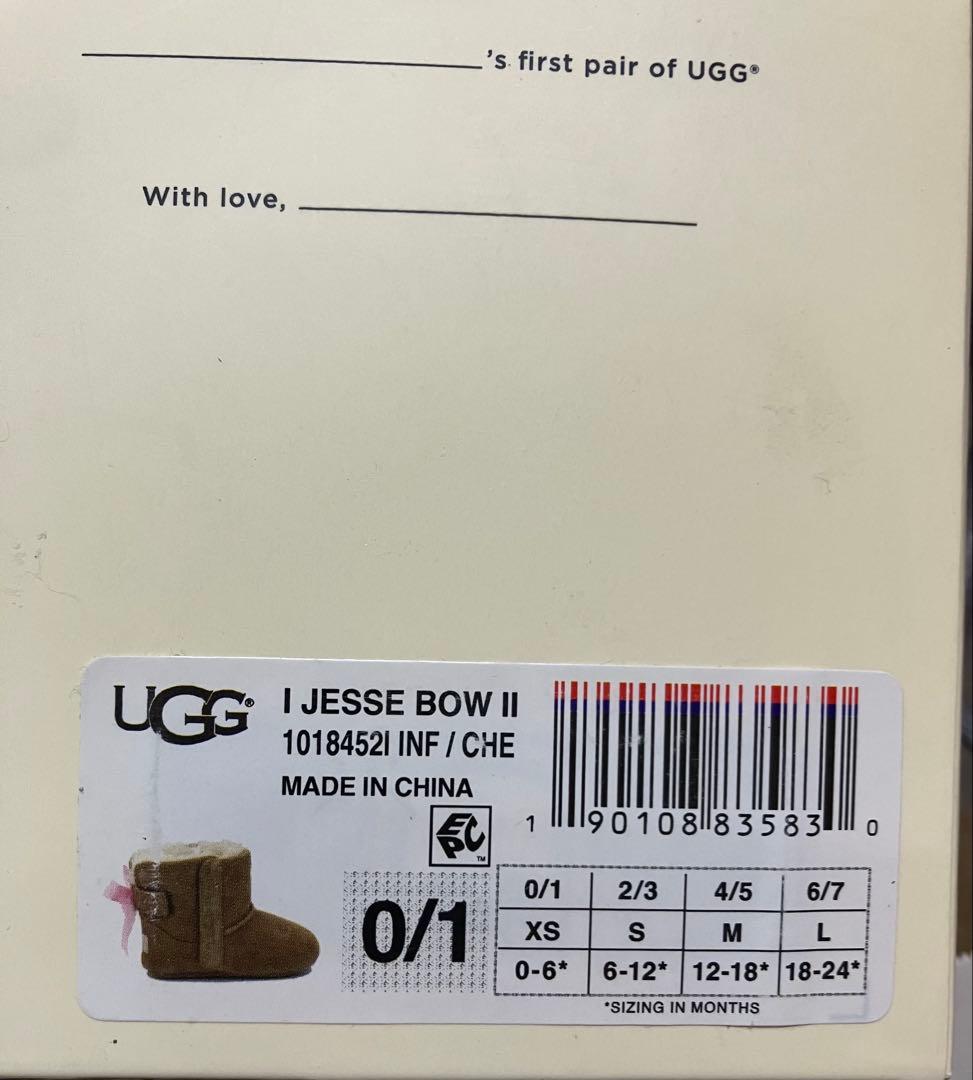 's first pair of UGG®
With love,
UGG®
I JESSE BOW II
1018452I INF / CHE
MADE IN CHINA
EPC™
1 90108 83583 0
0/1
0/1 2/3 4/5 6/7
XS S M L
0-6* 6-12* 12-18* 18-24*
*SIZING IN MONTHS